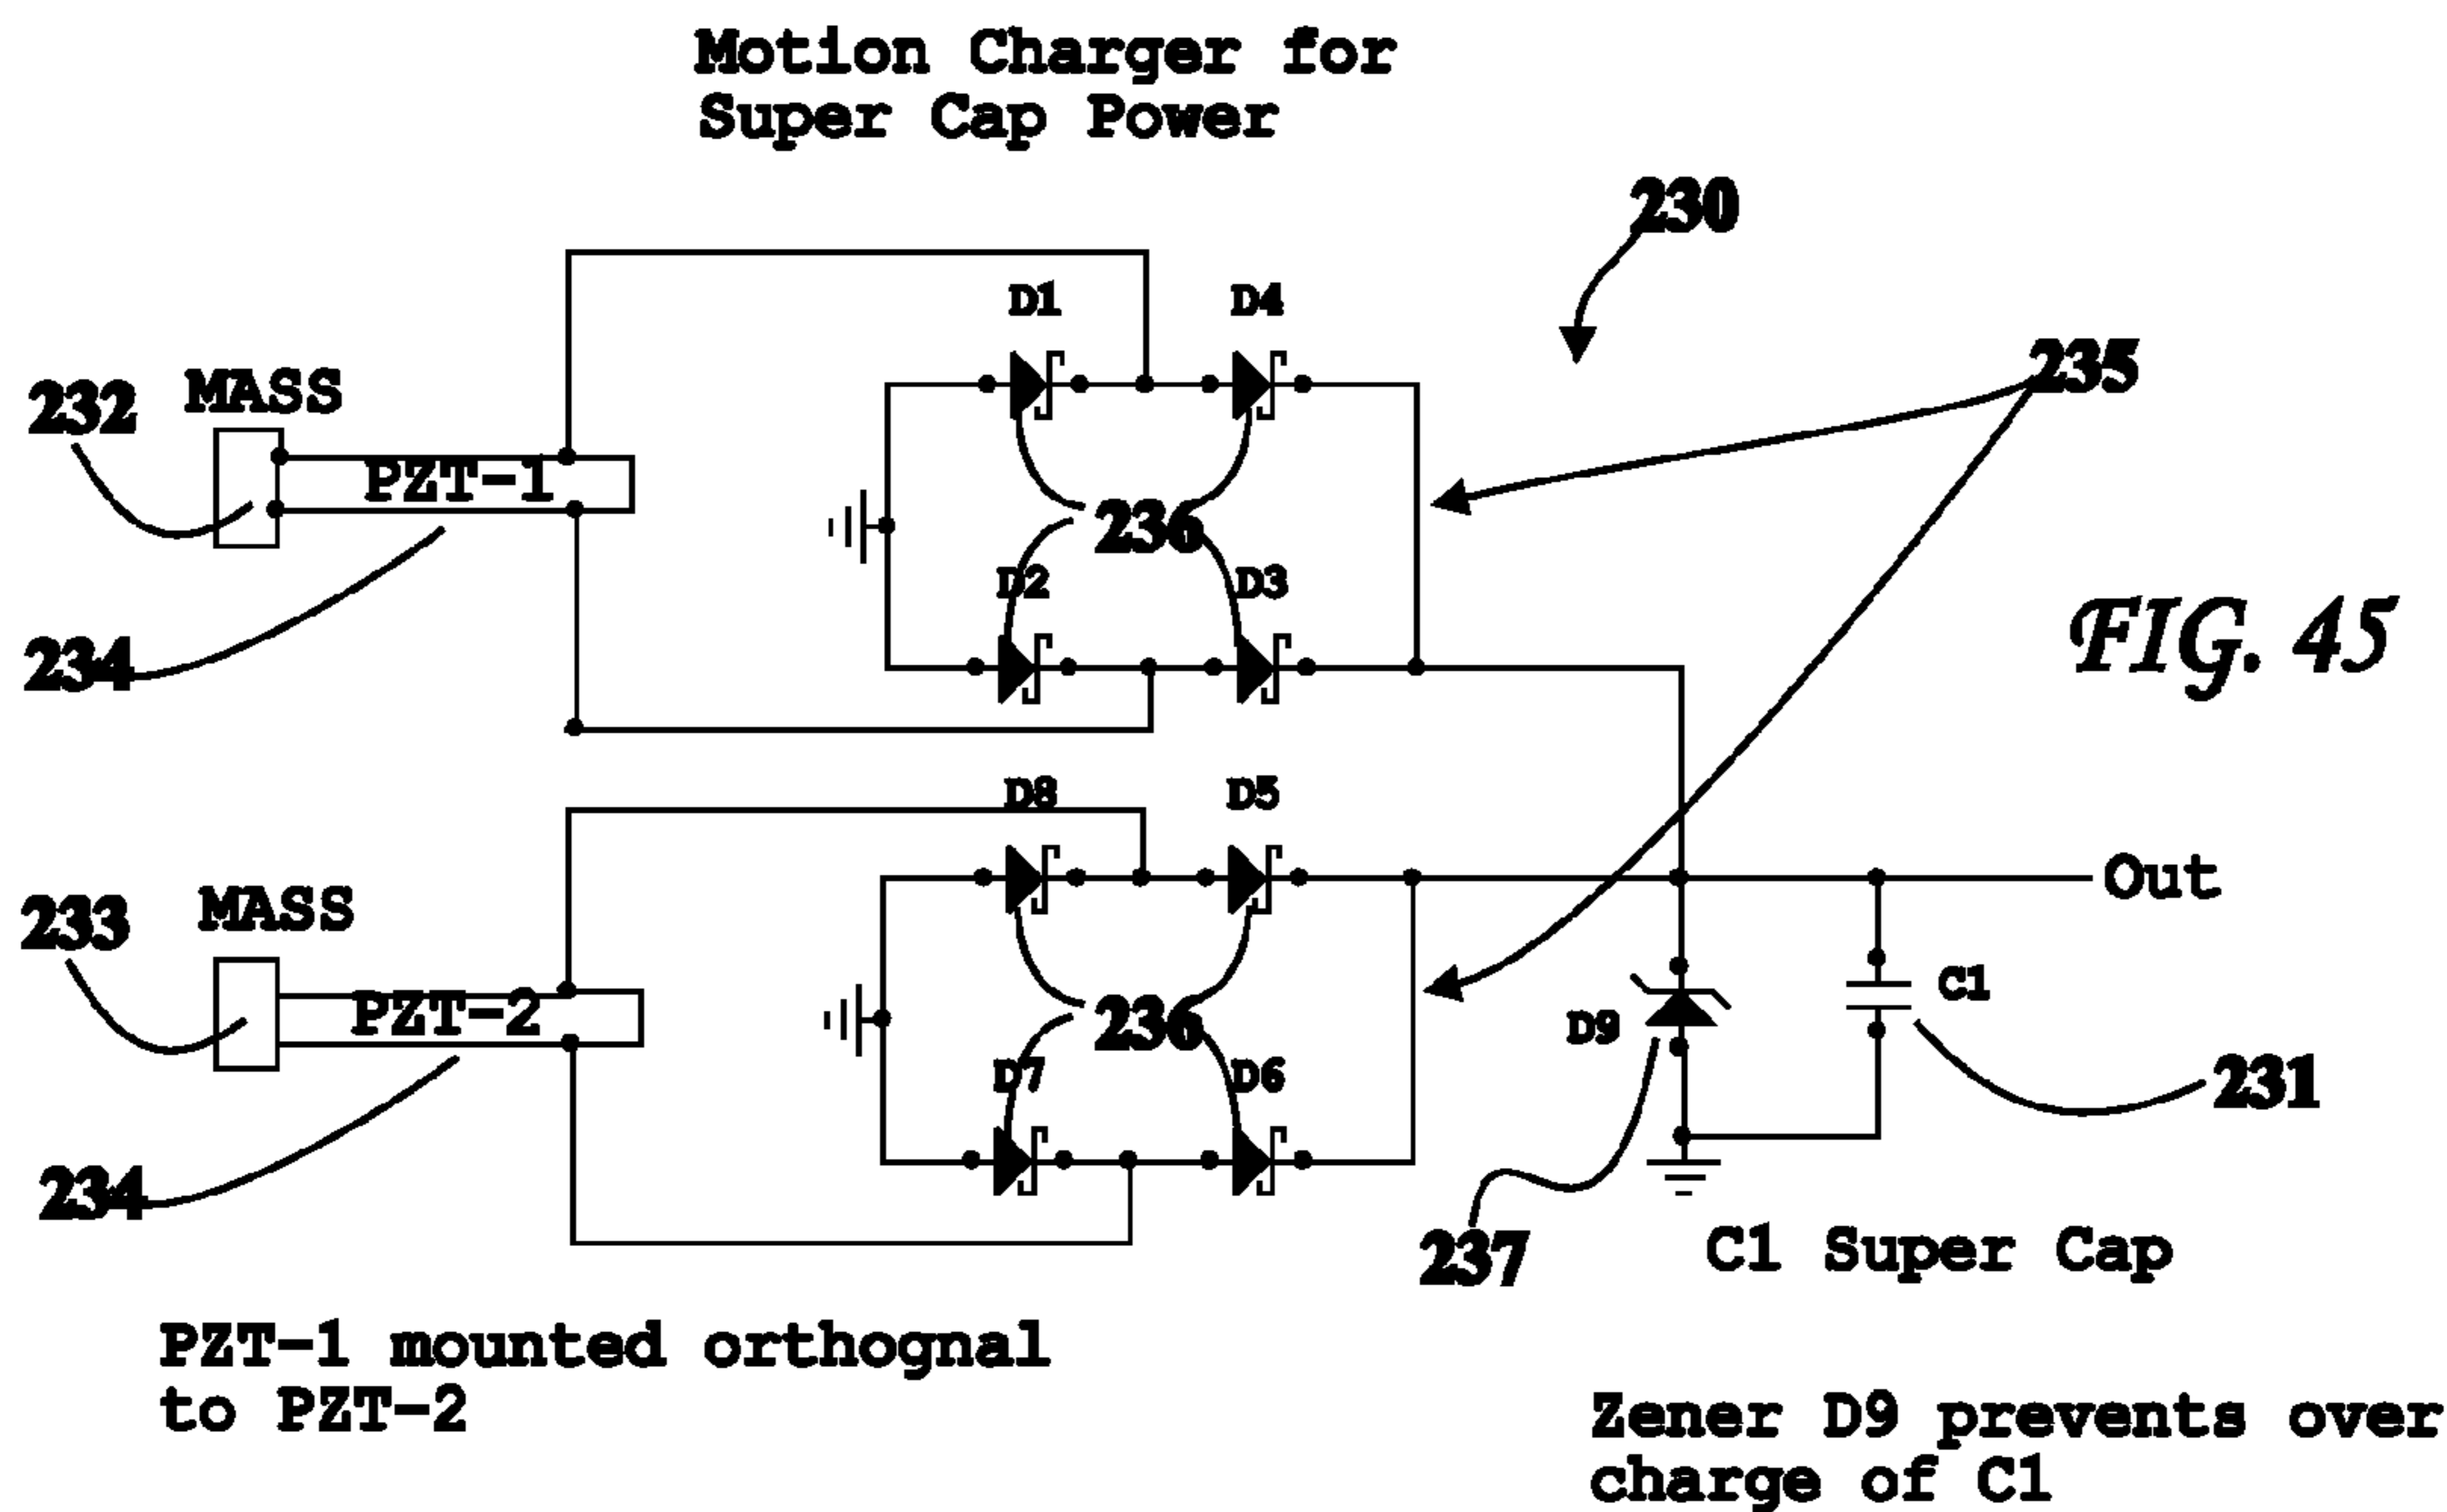 Motion Charger for
Super Cap Power
230
D1
D4
235
232
MASS
PZT-1
236
D2
D3
234
FIG. 45
D8
D5
Out
233
MASS
PZT-2
C1
236
D9
D7
D6
231
234
237
C1 Super Cap
PZT-1 mounted orthognal
to PZT-2
Zener D9 prevents over
charge of C1